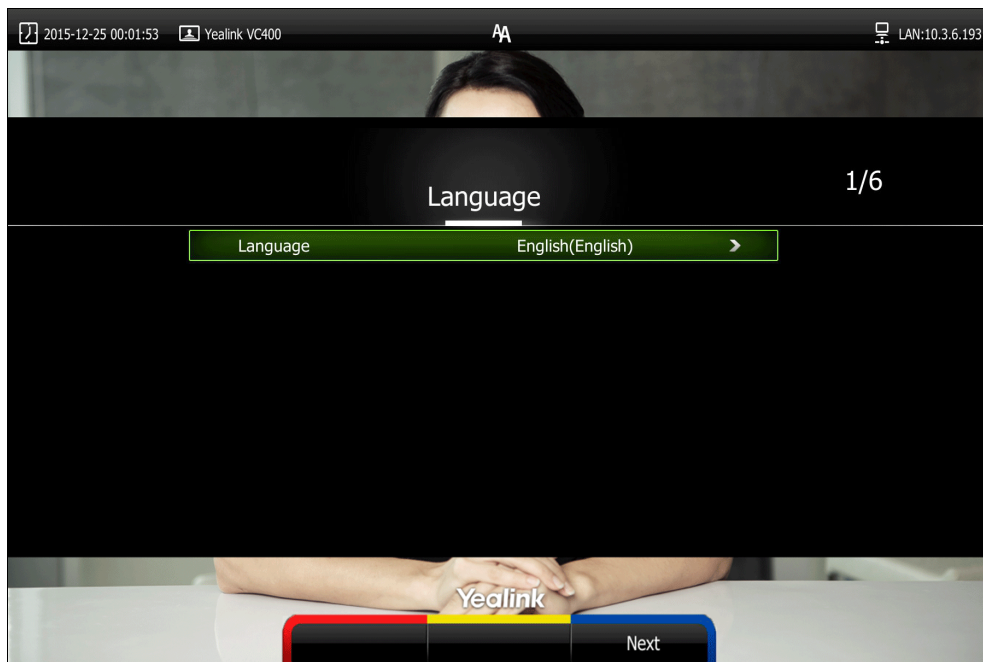 2015-12-25 00:01:53 Yealink VC400 AA LAN:10.3.6.193
1/6
Language
Language English(English)
Yealink
Next